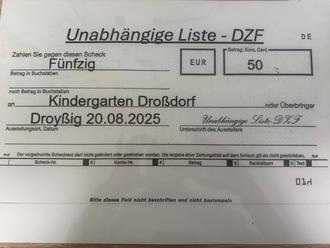 Unabhängige Liste - DZF
DE
Zahlen Sie gegen diesen Scheck
Betrag: Euro, Cent
Fünfzig
EUR
50
Betrag in Buchstaben
noch Betrag in Buchstaben
an Kindergarten Droßdorf oder Überbringer
Droyßig 20.08.2025
Unabhängige Liste DZF
Ausstellungsort, Datum
Unterschrift des Ausstellers
Der vorgedruckte Schecktext darf nicht geändert oder gestrichen werden. Die Angabe einer Zahlungsfrist auf dem Scheck gilt als nicht geschrieben.
Scheck-Nr. X Konto-Nr. X Betrag X Bankleitzahl X Text
Bitte dieses Feld nicht beschriften und nicht bestempeln